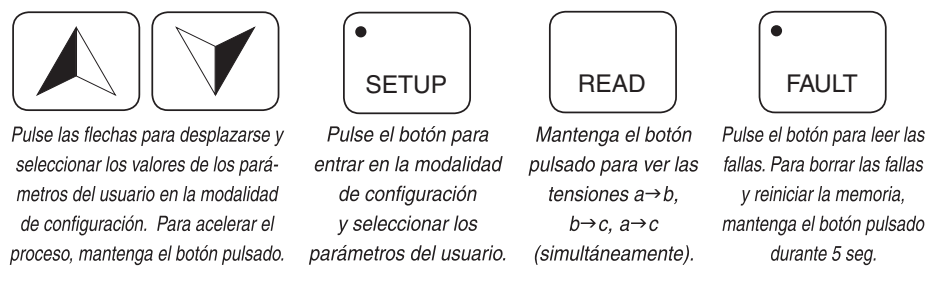 SETUP
READ
FAULT
Pulse las flechas para desplazarse y
seleccionar los valores de los pará-
metros del usuario en la modalidad
de configuración.  Para acelerar el
proceso, mantenga el botón pulsado.
Pulse el botón para
entrar en la modalidad
de configuración
y seleccionar los
parámetros del usuario.
Mantenga el botón
pulsado para ver las
tensiones a→b,
b→c, a→c
(simultáneamente).
Pulse el botón para leer las
fallas. Para borrar las fallas
y reiniciar la memoria,
mantenga el botón pulsado
durante 5 seg.